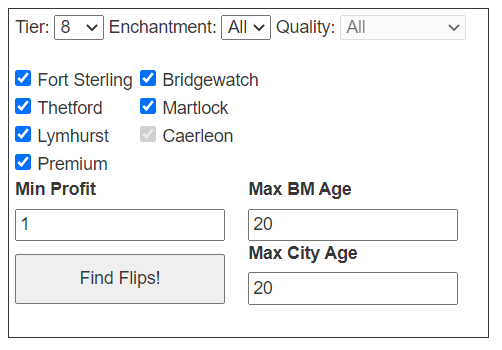 Tier: 8 Enchantment: All Quality: All
Fort Sterling Bridgewatch
Thetford Martlock
Lymhurst Caerleon
Premium
Min Profit Max BM Age
1 20
Max City Age
Find Flips!
20